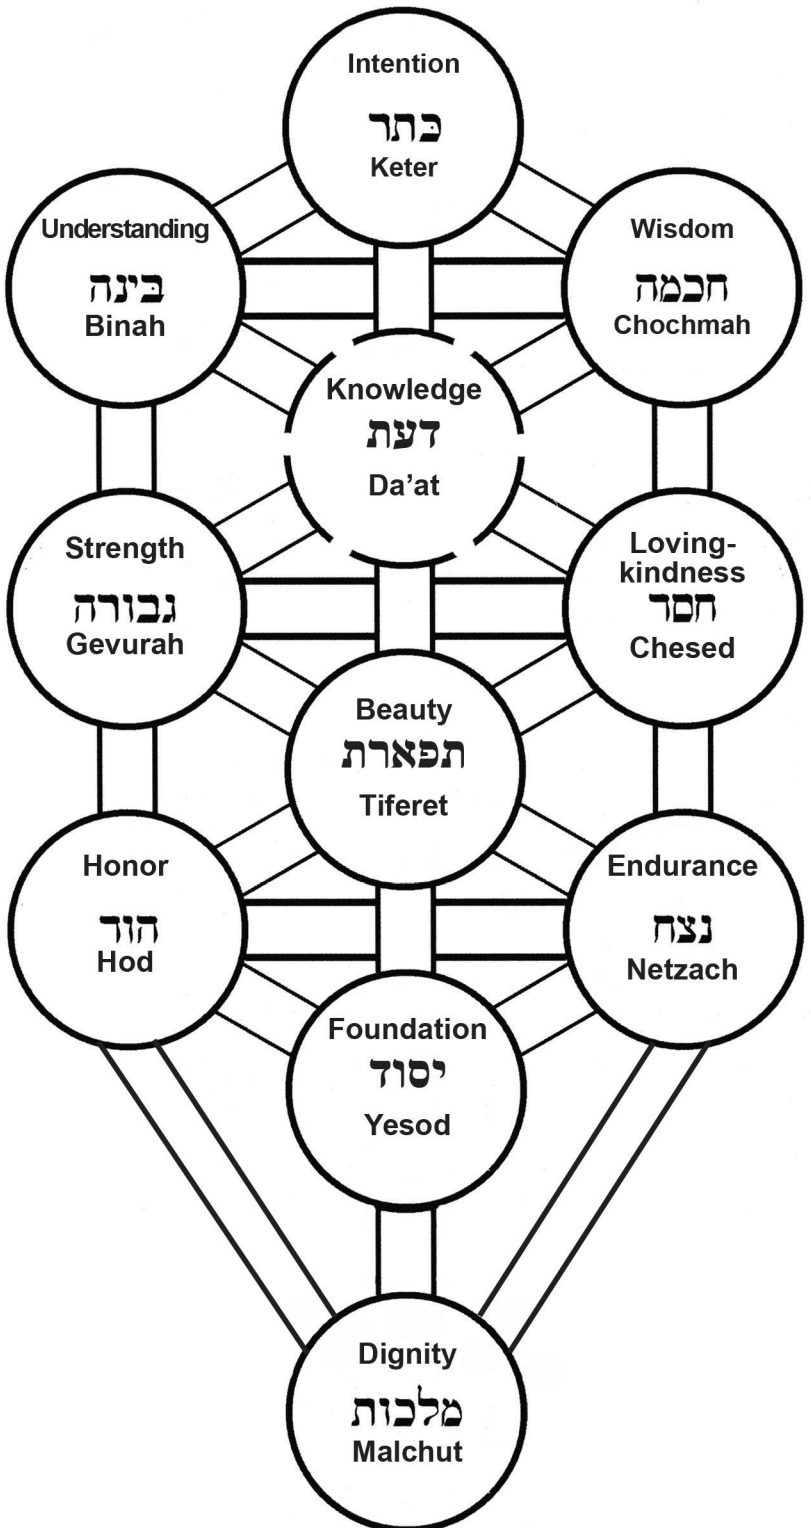 Intention
כתר
Keter
Understanding
בינה
Binah
Wisdom
חכמה
Chochmah
Knowledge
דעת
Da’at
Strength
גבורה
Gevurah
Loving-
kindness
חסד
Chesed
Beauty
תפארת
Tiferet
Honor
הוד
Hod
Endurance
נצח
Netzach
Foundation
יסוד
Yesod
Dignity
מלכות
Malchut